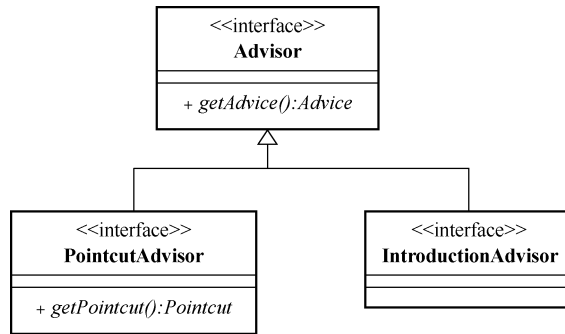 <<interface>>
Advisor
+ getAdvice():Advice
<<interface>>
PointcutAdvisor
+ getPointcut():Pointcut
<<interface>>
IntroductionAdvisor